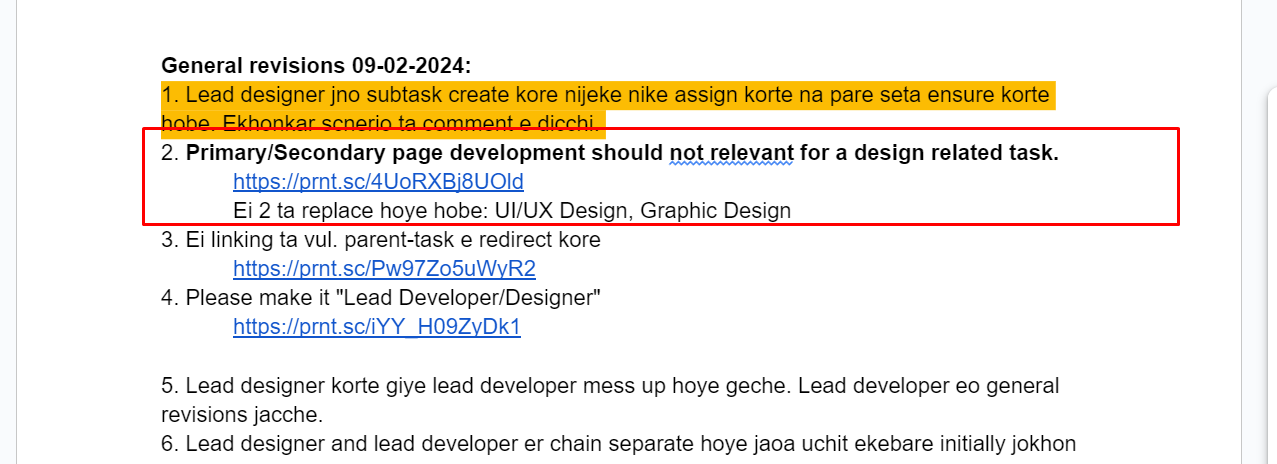 General revisions 09-02-2024:
1. Lead designer jno subtask create kore nijeke nike assign korte na pare seta ensure korte
hobe. Ekhonkar scnerio ta comment e dicchi.
2. Primary/Secondary page development should not relevant for a design related task.
https://prnt.sc/4UoRXBj8UOld
Ei 2 ta replace hoye hobe: UI/UX Design, Graphic Design
3. Ei linking ta vul. parent-task e redirect kore
https://prnt.sc/Pw97Zo5uWyR2
4. Please make it "Lead Developer/Designer"
https://prnt.sc/iYY_H09ZyDk1
5. Lead designer korte giye lead developer mess up hoye geche. Lead developer eo general
revisions jacche.
6. Lead designer and lead developer er chain separate hoye jaoa uchit ekebare initially jokhon